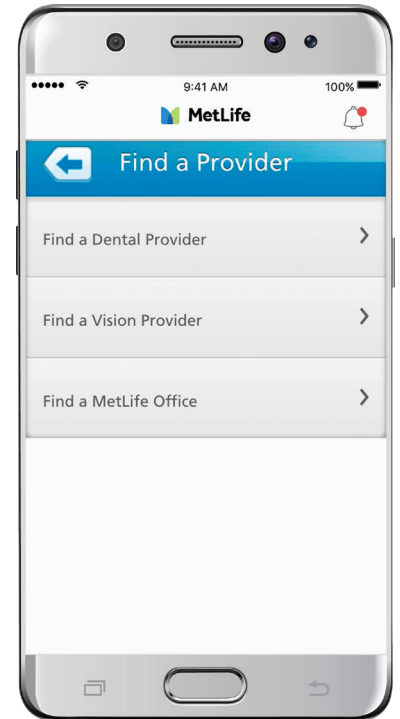 9:41 AM
100%
MetLife
Find a Provider
Find a Dental Provider
Find a Vision Provider
Find a MetLife Office